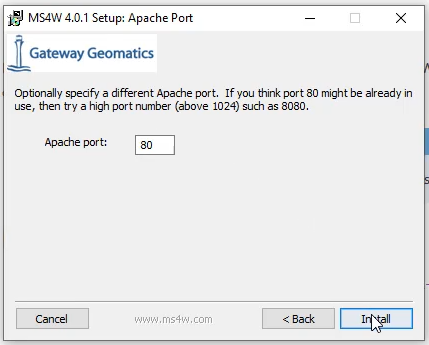 MS4W 4.0.1 Setup: Apache Port
Gateway Geomatics
Optionally specify a different Apache port.  If you think port 80 might be already in
use, then try a high port number (above 1024) such as 8080.
Apache port:
80
Cancel
www.ms4w.com
< Back
Install